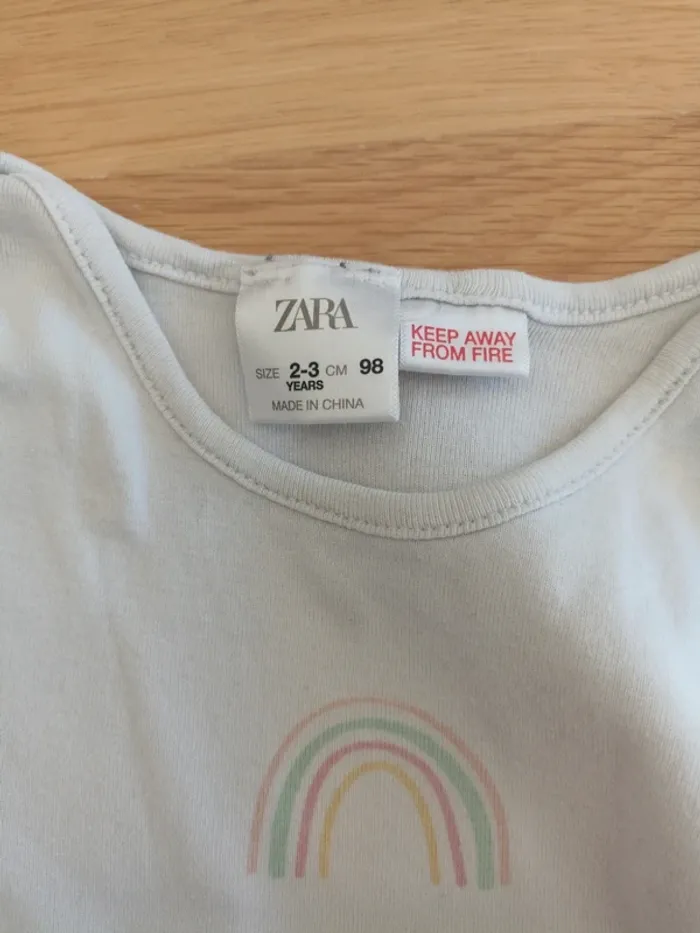 ZARA
SIZE 2-3 CM 98
YEARS
MADE IN CHINA
KEEP AWAY
FROM FIRE